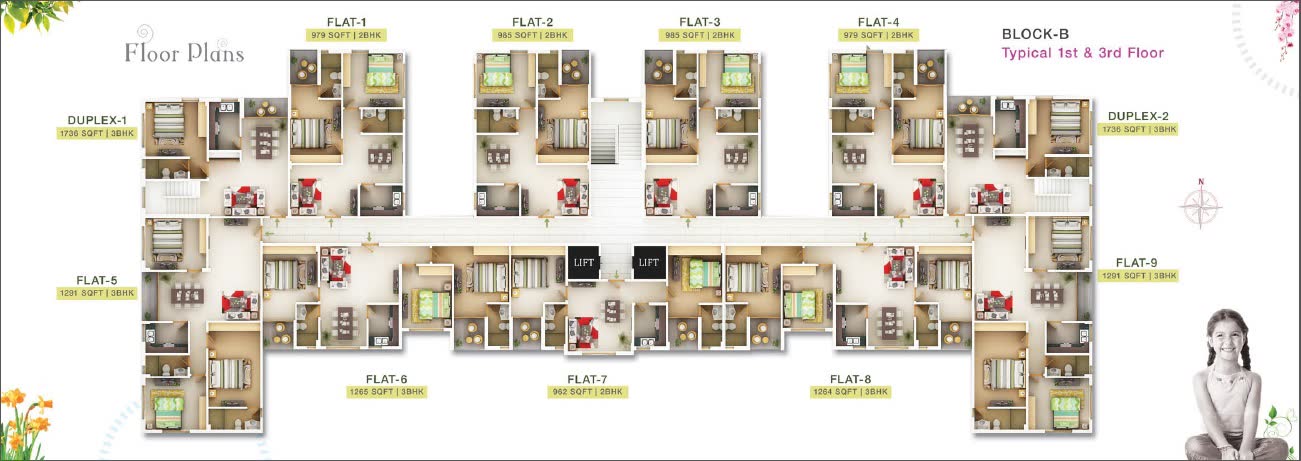 Floor Plans
FLAT-1
979 SQFT | 2BHK
FLAT-2
985 SQFT | 2BHK
FLAT-3
985 SQFT | 2BHK
FLAT-4
979 SQFT | 2BHK
BLOCK-B
Typical 1st & 3rd Floor
DUPLEX-1
1736 SQFT | 3BHK
DUPLEX-2
1736 SQFT | 3BHK
N
LIFT
LIFT
FLAT-5
1291 SQFT | 3BHK
FLAT-9
1291 SQFT | 3BHK
FLAT-6
1265 SQFT | 3BHK
FLAT-7
962 SQFT | 2BHK
FLAT-8
1264 SQFT | 3BHK